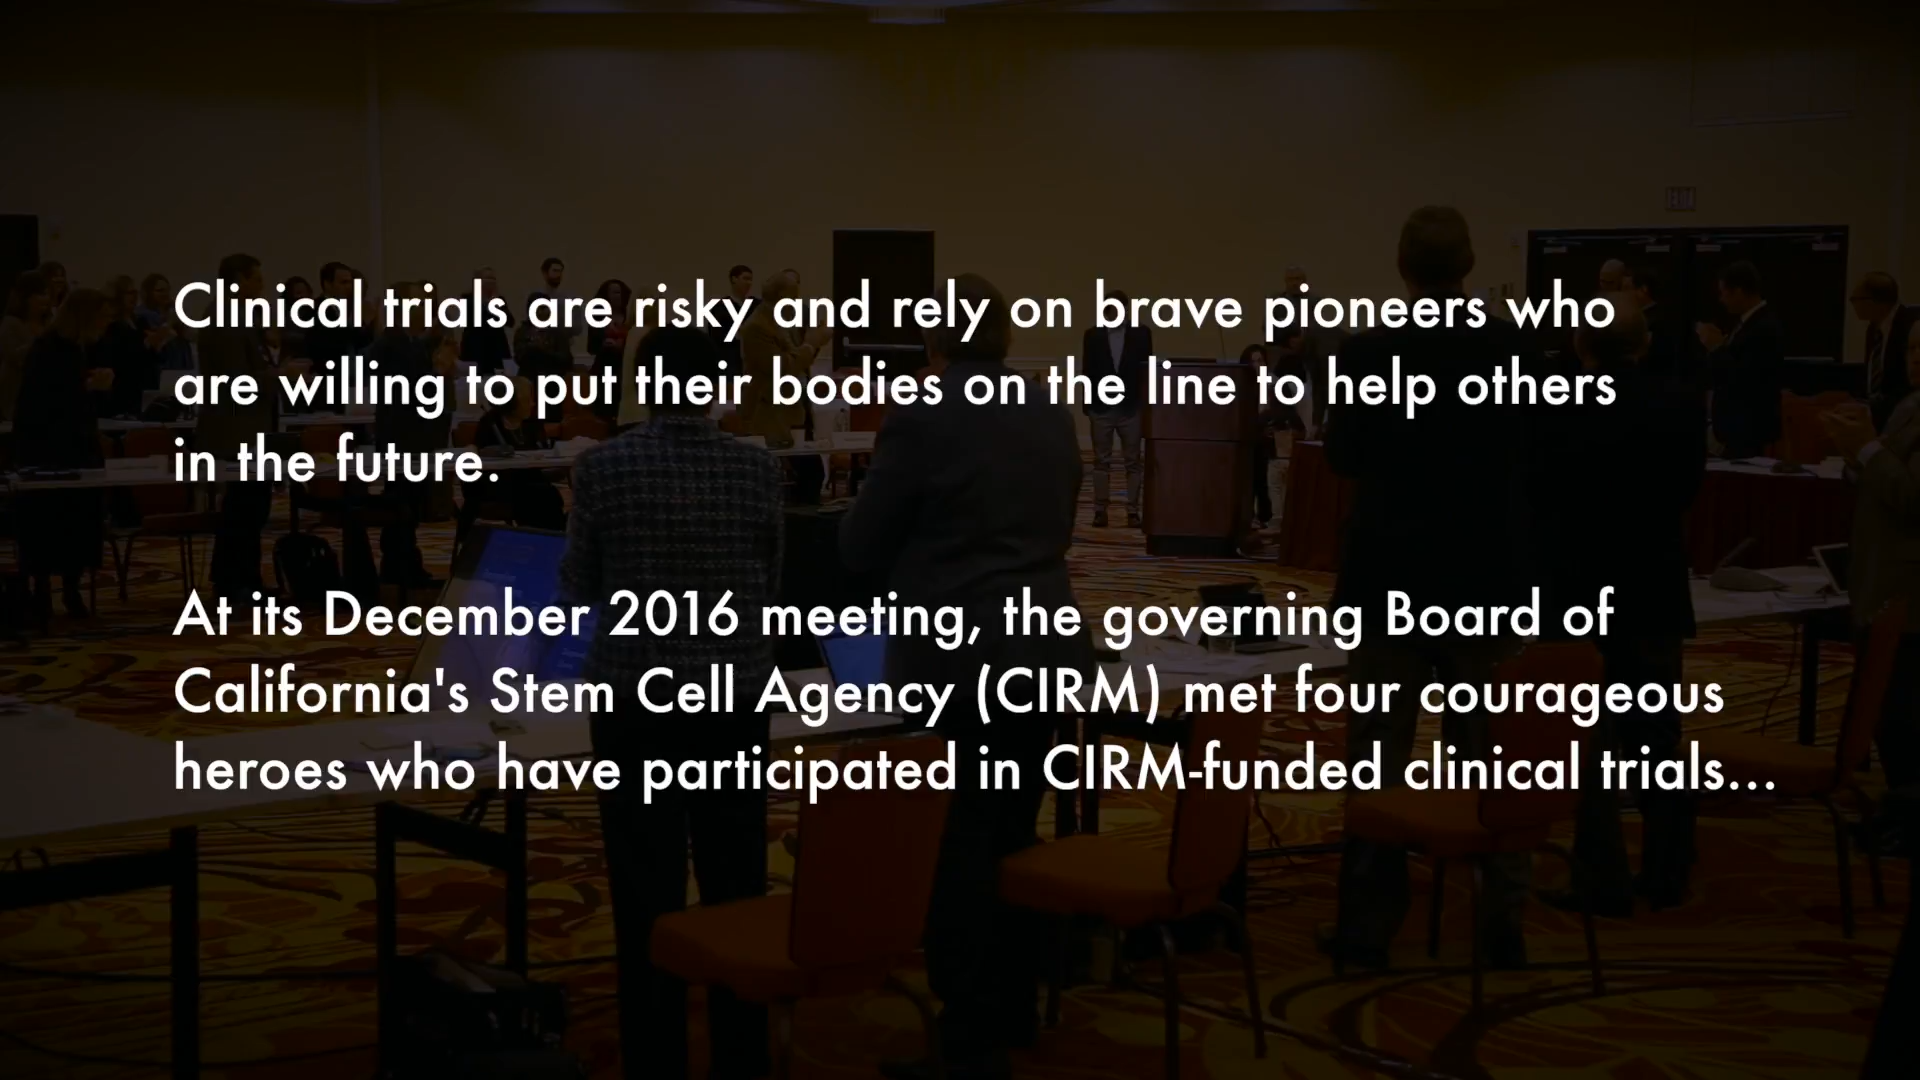 Clinical trials are risky and rely on brave pioneers who
are willing to put their bodies on the line to help others
in the future.
At its December 2016 meeting, the governing Board of
California's Stem Cell Agency (CIRM) met four courageous
heroes who have participated in CIRM-funded clinical trials...
EXIT